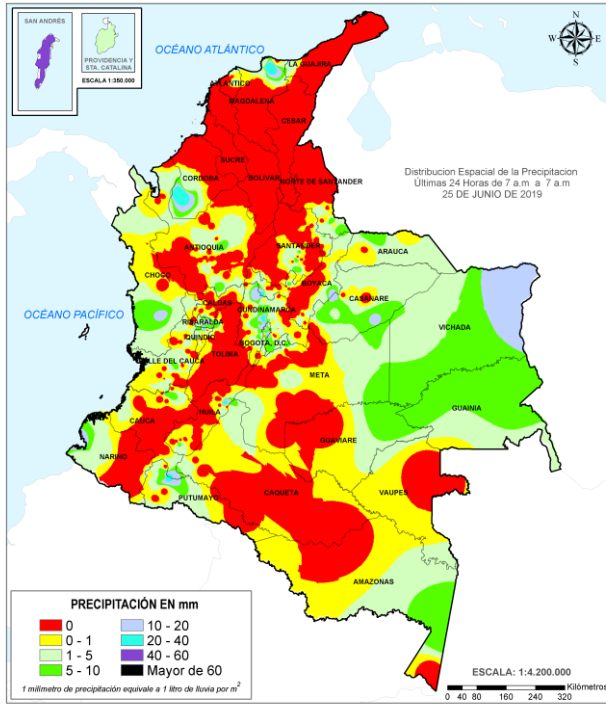 SAN ANDRÉS
PROVIDENCIA Y
STA. CATALINA
ESCALA 1:350.000
OCÉANO ATLÁNTICO
N
W E
S
LA GUAJIRA
ATLANTICO
MAGDALENA
CESAR
SUCRE
CORDOBA
BOLIVAR
NORTE DE SANTANDER
Distribucion Espacial de la Precipitacion
Últimas 24 Horas de 7 a.m a 7 a.m
25 DE JUNIO DE 2019
ANTIOQUIA
SANTANDER
ARAUCA
CHOCO
BOYACA
CASANARE
OCÉANO PACÍFICO
CALDAS
CUNDINAMARCA
RISARALDA
VICHADA
QUINDIO
BOGOTA, D.C.
TOLIMA
VALLE DEL CAUCA
META
GUAINIA
HUILA
CAUCA
GUAVIARE
NARIÑO
CAQUETA
VAUPES
PUTUMAYO
AMAZONAS
PRECIPITACIÓN EN mm
0 10 - 20
0 - 1 20 - 40
1 - 5 40 - 60
5 - 10 Mayor de 60
1 milímetro de precipitación equivale a 1 litro de lluvia por m²
ESCALA: 1:4.200.000
Kilómetros
0 40 80 160 240 320